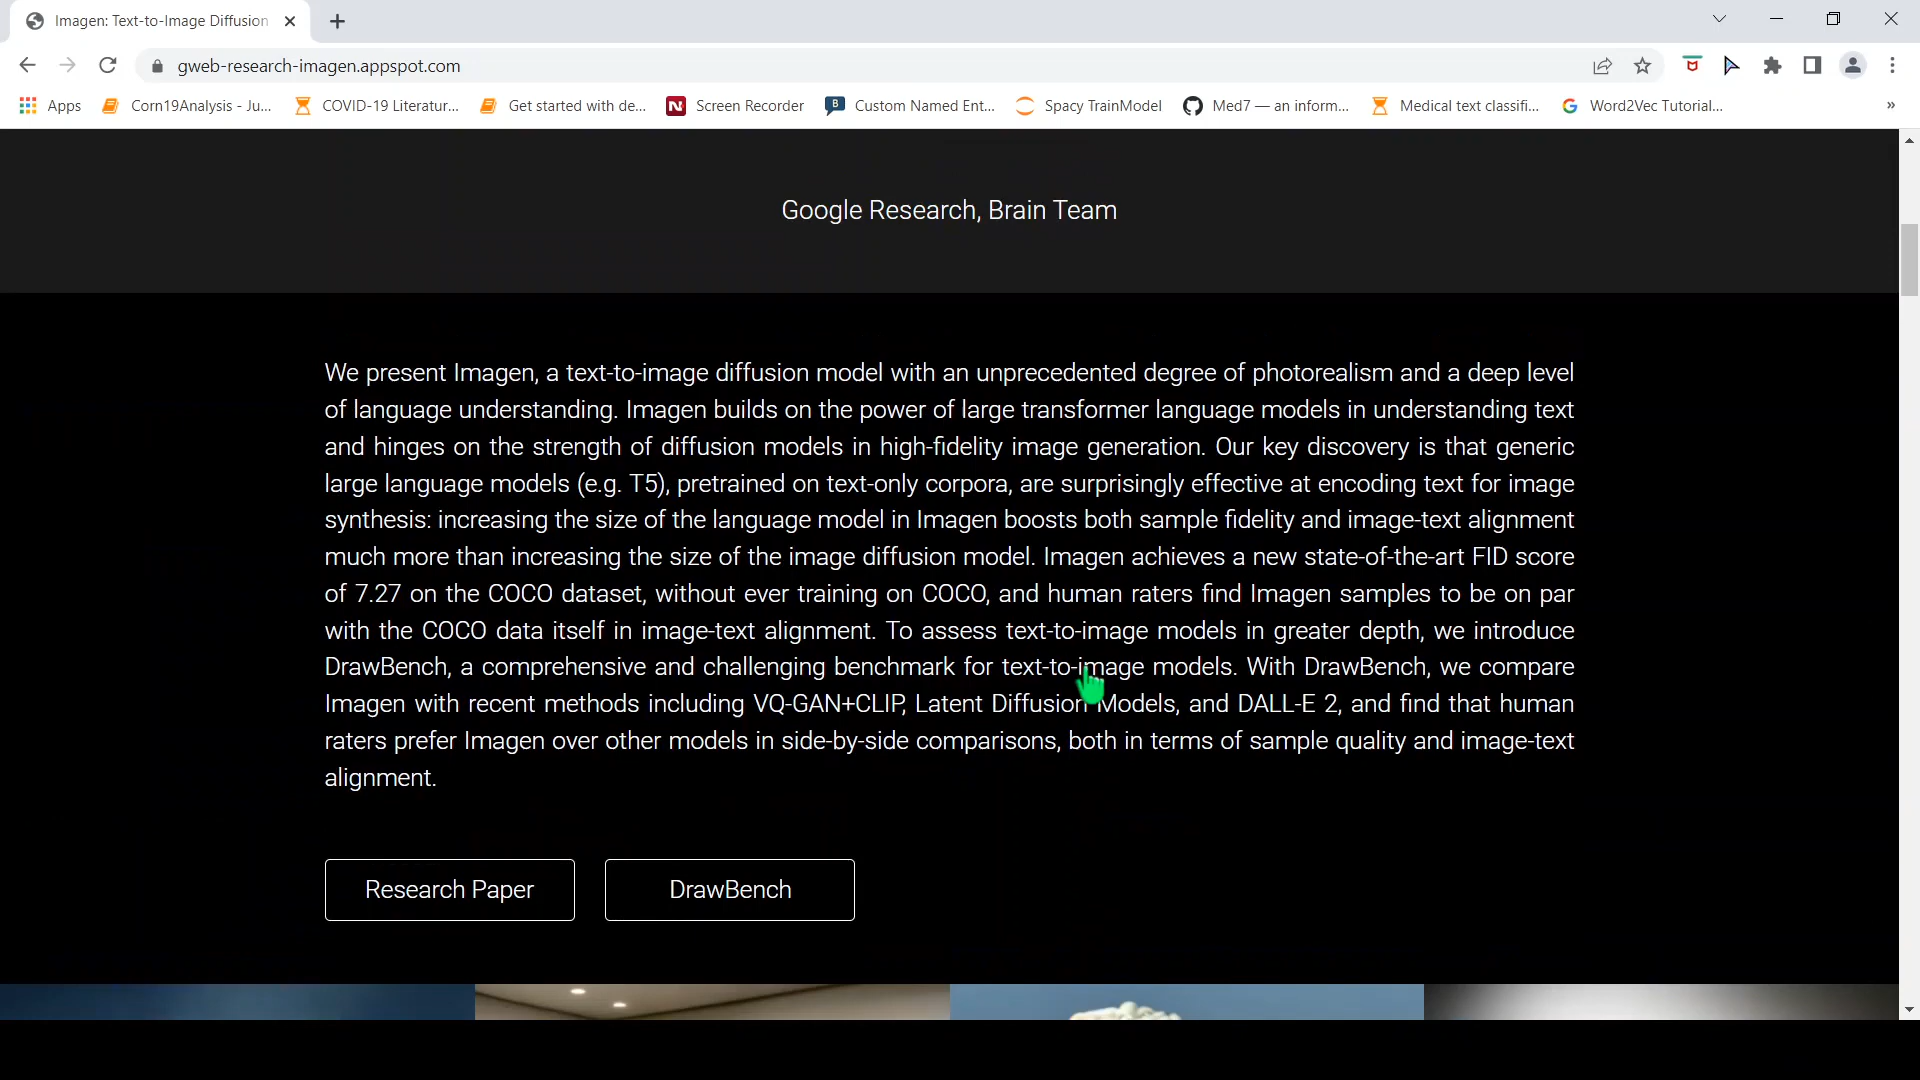 Imagen: Text-to-Image Diffusion
gweb-research-imagen.appspot.com
Apps
Corn19Analysis - Ju...
COVID-19 Literatur...
Get started with de...
N Screen Recorder
B Custom Named Ent...
Spacy TrainModel
Med7 — an inform...
Medical text classifi...
G Word2Vec Tutorial...
»
Google Research, Brain Team
We present Imagen, a text-to-image diffusion model with an unprecedented degree of photorealism and a deep level
of language understanding. Imagen builds on the power of large transformer language models in understanding text
and hinges on the strength of diffusion models in high-fidelity image generation. Our key discovery is that generic
large language models (e.g. T5), pretrained on text-only corpora, are surprisingly effective at encoding text for image
synthesis: increasing the size of the language model in Imagen boosts both sample fidelity and image-text alignment
much more than increasing the size of the image diffusion model. Imagen achieves a new state-of-the-art FID score
of 7.27 on the COCO dataset, without ever training on COCO, and human raters find Imagen samples to be on par
with the COCO data itself in image-text alignment. To assess text-to-image models in greater depth, we introduce
DrawBench, a comprehensive and challenging benchmark for text-to-image models. With DrawBench, we compare
Imagen with recent methods including VQ-GAN+CLIP, Latent Diffusion Models, and DALL-E 2, and find that human
raters prefer Imagen over other models in side-by-side comparisons, both in terms of sample quality and image-text
alignment.
Research Paper
DrawBench